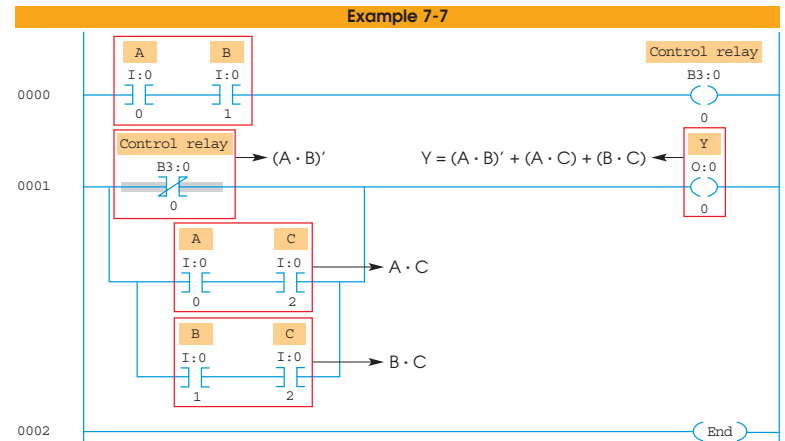 Example 7-7
A B Control relay
I:0 I:0 B3:0
0000
0 1 0
Control relay (A · B)′ Y = (A · B)′ + (A · C) + (B · C) Y
B3:0 O:0
0001
0 0
A C
I:0 I:0 A · C
0 2
B C
I:0 I:0 B · C
1 2
0002 End